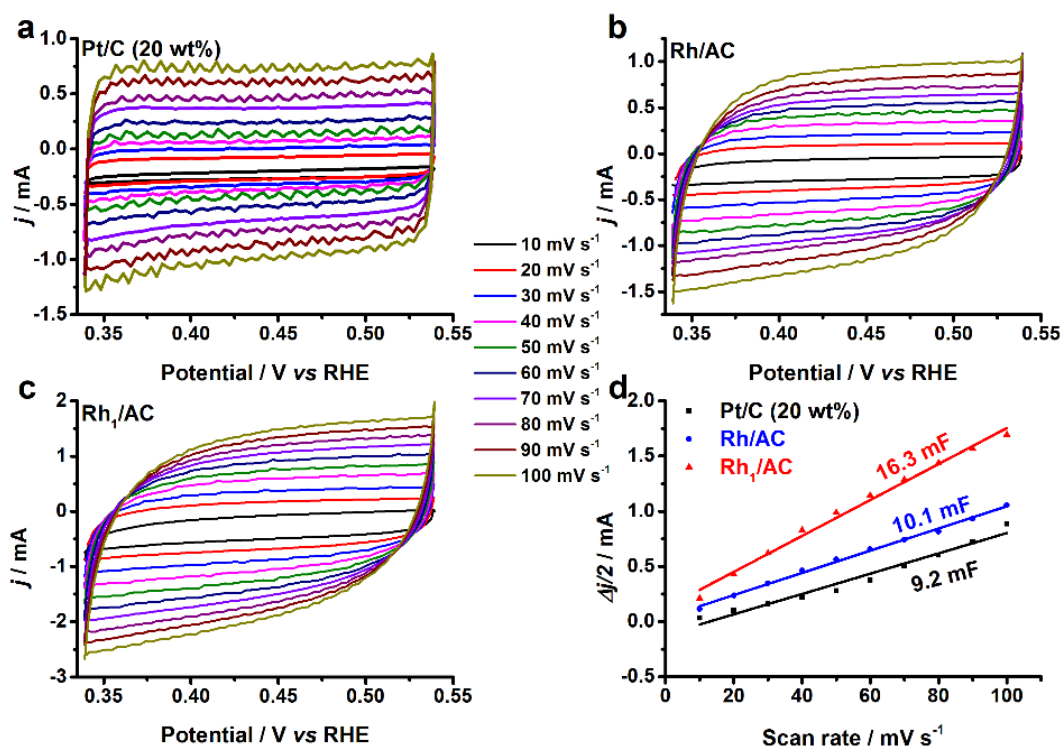 a
Pt/C (20 wt%)
1.0
0.5
0.0
-0.5
-1.0
-1.5
j / mA
0.35 0.40 0.45 0.50 0.55
Potential / V vs RHE
b
Rh/AC
1.0
0.5
0.0
-0.5
-1.0
-1.5
j / mA
0.35 0.40 0.45 0.50 0.55
Potential / V vs RHE
10 mV s⁻¹
20 mV s⁻¹
30 mV s⁻¹
40 mV s⁻¹
50 mV s⁻¹
60 mV s⁻¹
70 mV s⁻¹
80 mV s⁻¹
90 mV s⁻¹
100 mV s⁻¹
c
Rh₁/AC
2
1
0
-1
-2
-3
j / mA
0.35 0.40 0.45 0.50 0.55
Potential / V vs RHE
d
Pt/C (20 wt%)
Rh/AC
Rh₁/AC
16.3 mF
10.1 mF
9.2 mF
2.0
1.5
1.0
0.5
0.0
-0.5
Δj/2 / mA
0 20 40 60 80 100
Scan rate / mV s⁻¹